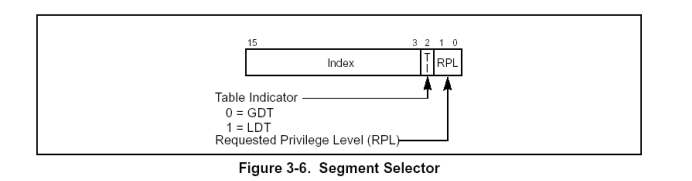 15 3 2 1 0
Index TI RPL
Table Indicator
0 = GDT
1 = LDT
Requested Privilege Level (RPL)
Figure 3-6. Segment Selector